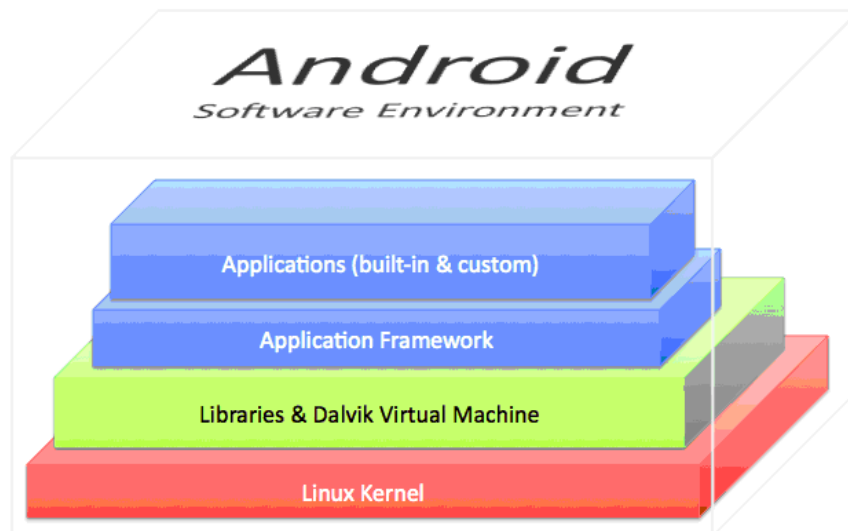 Android
Software Environment
Applications (built-in & custom)
Application Framework
Libraries & Dalvik Virtual Machine
Linux Kernel